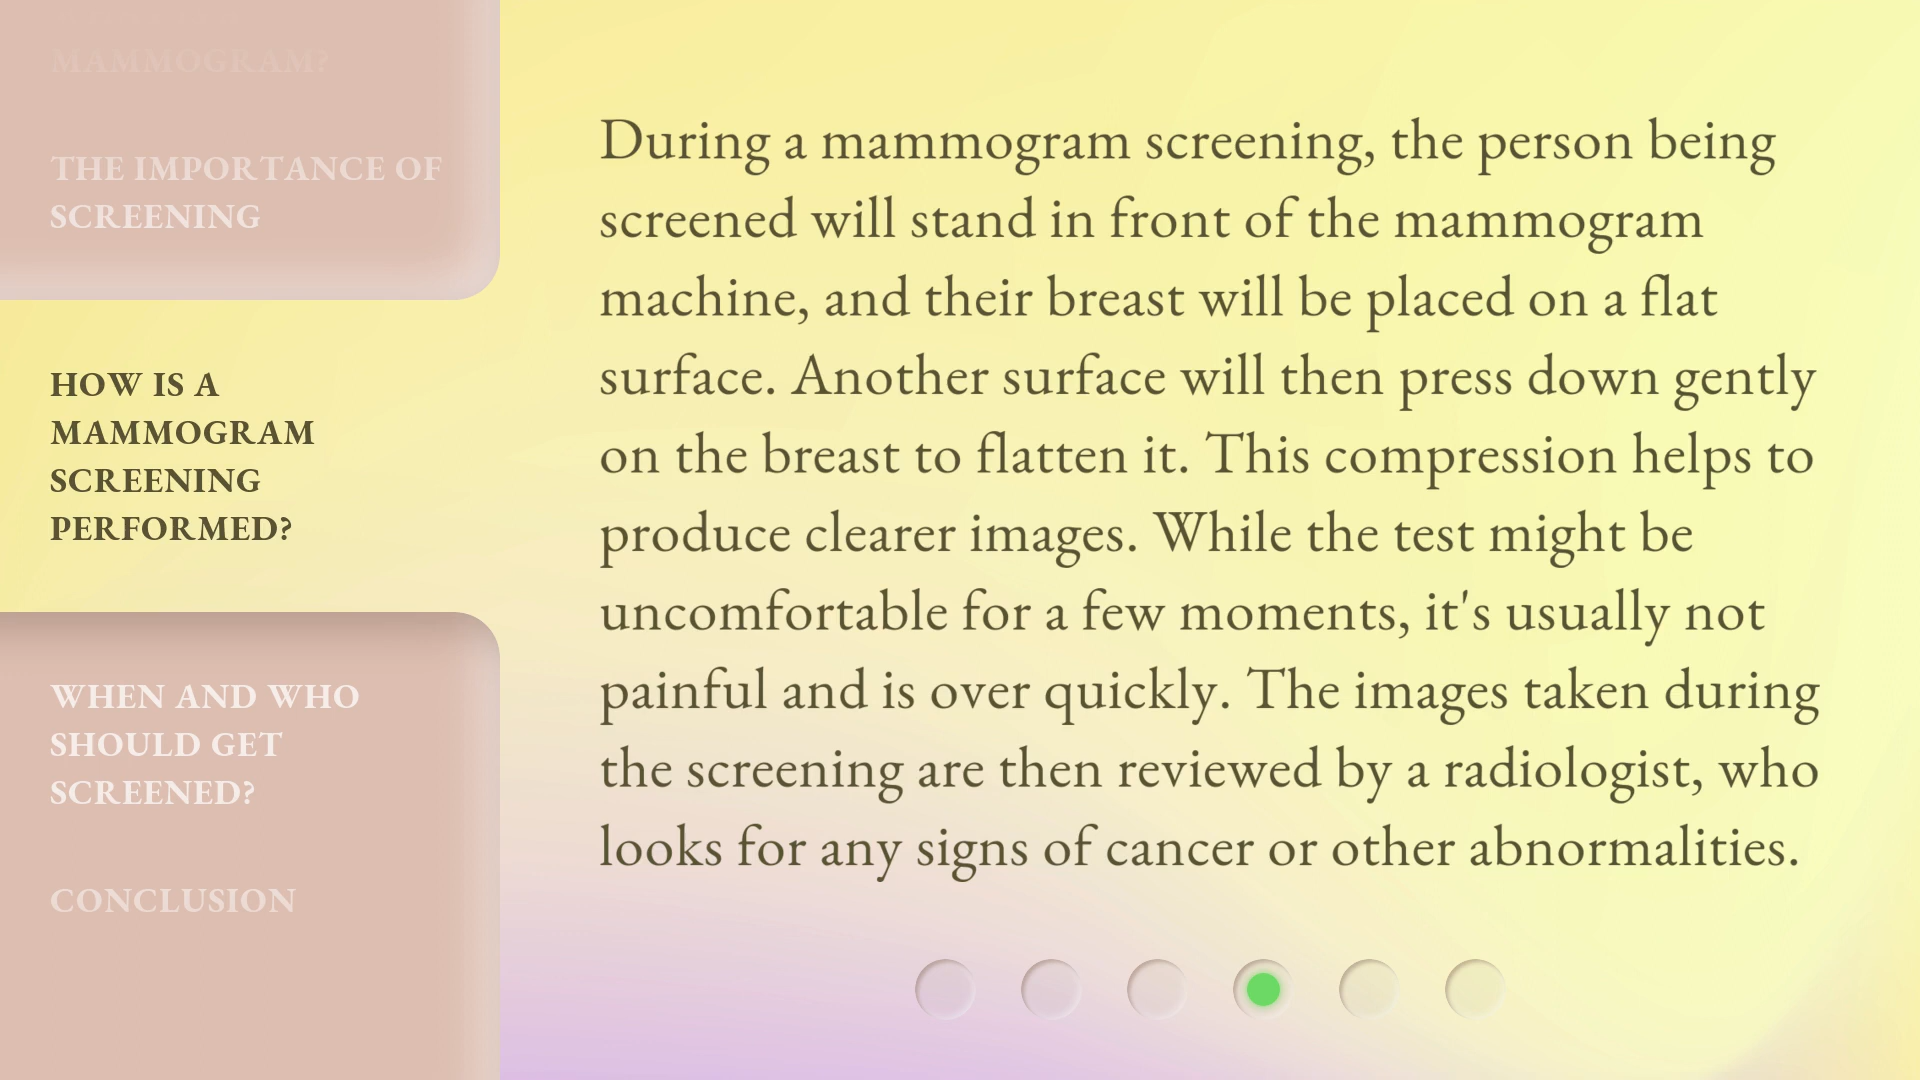 MAMMOGRAM?
THE IMPORTANCE OF
SCREENING
HOW IS A
MAMMOGRAM
SCREENING
PERFORMED?
WHEN AND WHO
SHOULD GET
SCREENED?
CONCLUSION
During a mammogram screening, the person being
screened will stand in front of the mammogram
machine, and their breast will be placed on a flat
surface. Another surface will then press down gently
on the breast to flatten it. This compression helps to
produce clearer images. While the test might be
uncomfortable for a few moments, it's usually not
painful and is over quickly. The images taken during
the screening are then reviewed by a radiologist, who
looks for any signs of cancer or other abnormalities.